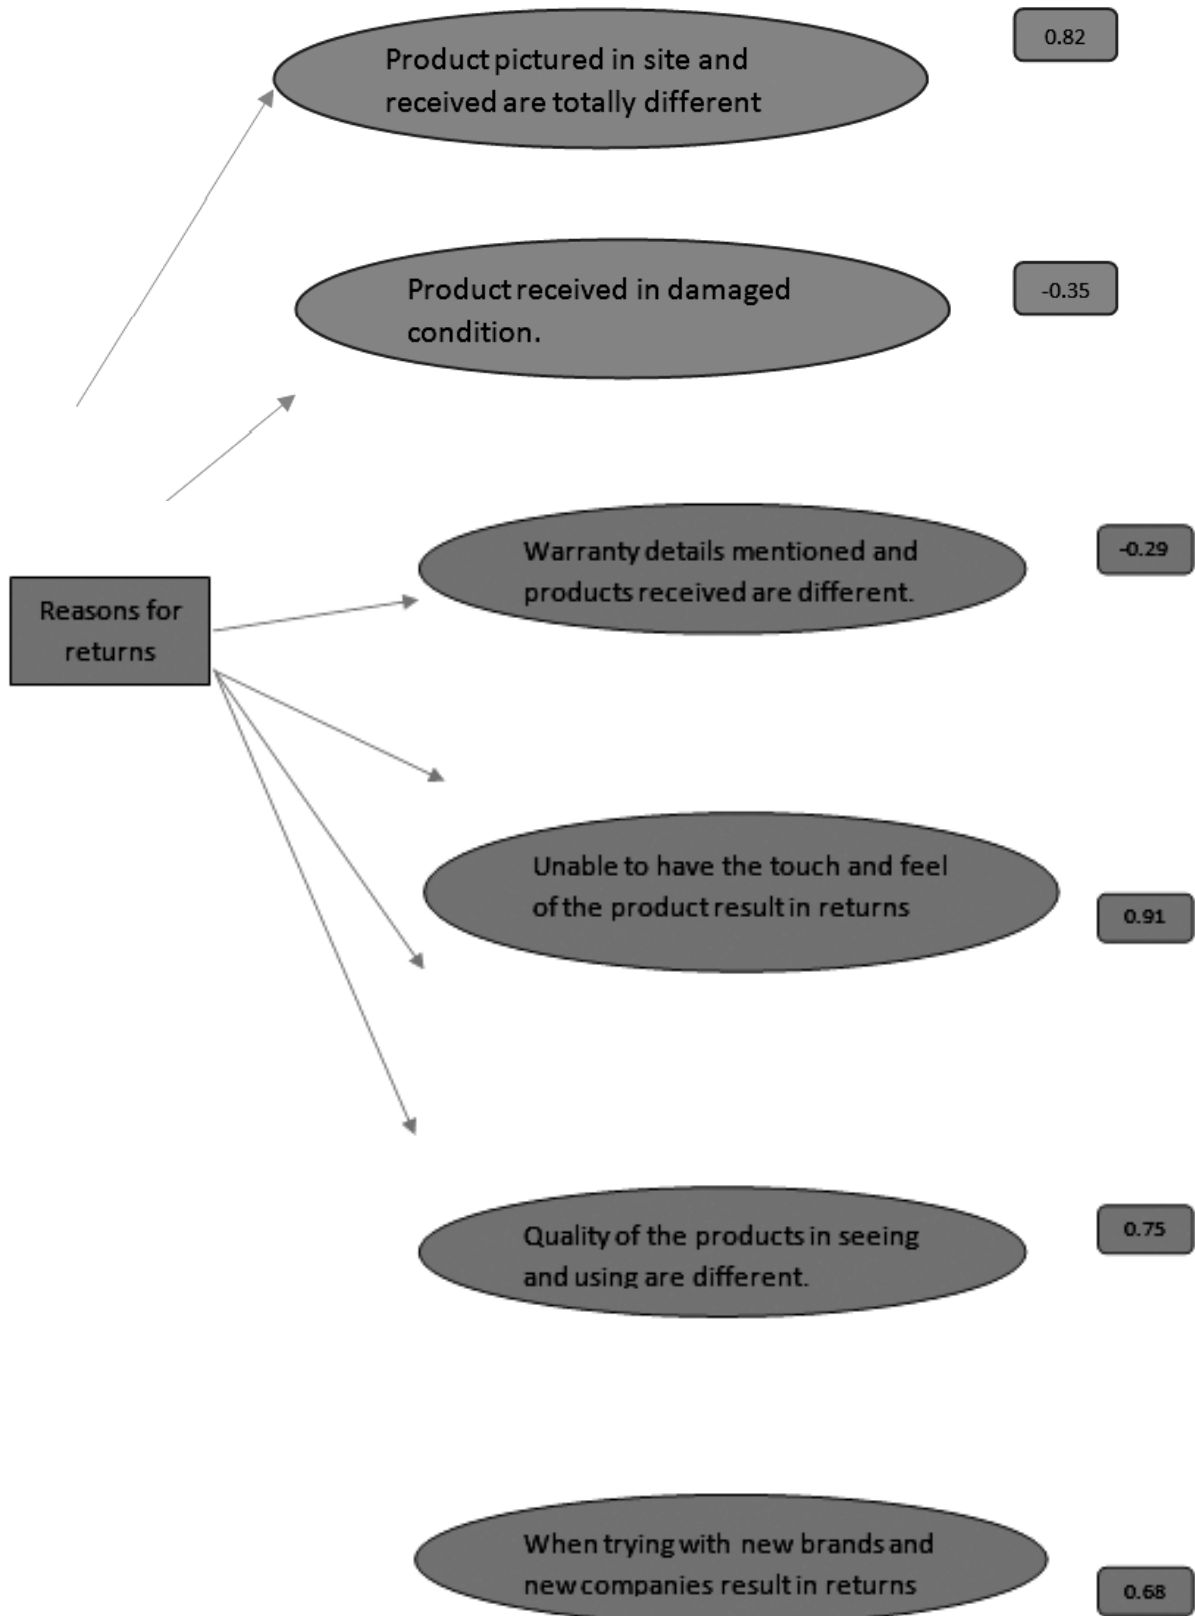 Product pictured in site and
received are totally different
0.82
Product received in damaged
condition.
-0.35
Warranty details mentioned and
products received are different.
-0.29
Reasons for
returns
Unable to have the touch and feel
of the product result in returns
0.91
Quality of the products in seeing
and using are different.
0.75
When trying with new brands and
new companies result in returns
0.68